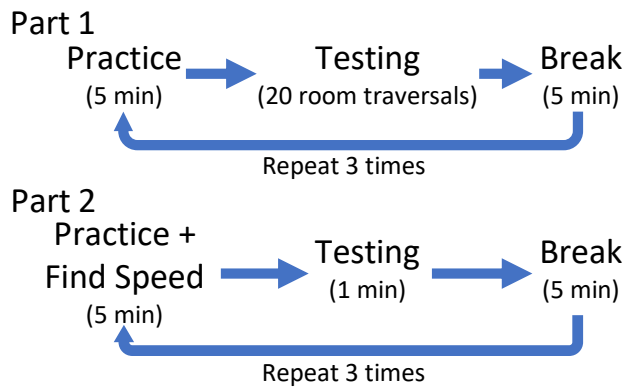 Part 1
Practice Testing Break
(5 min) (20 room traversals) (5 min)
Repeat 3 times
Part 2
Practice +
Find Speed Testing Break
(5 min) (1 min) (5 min)
Repeat 3 times